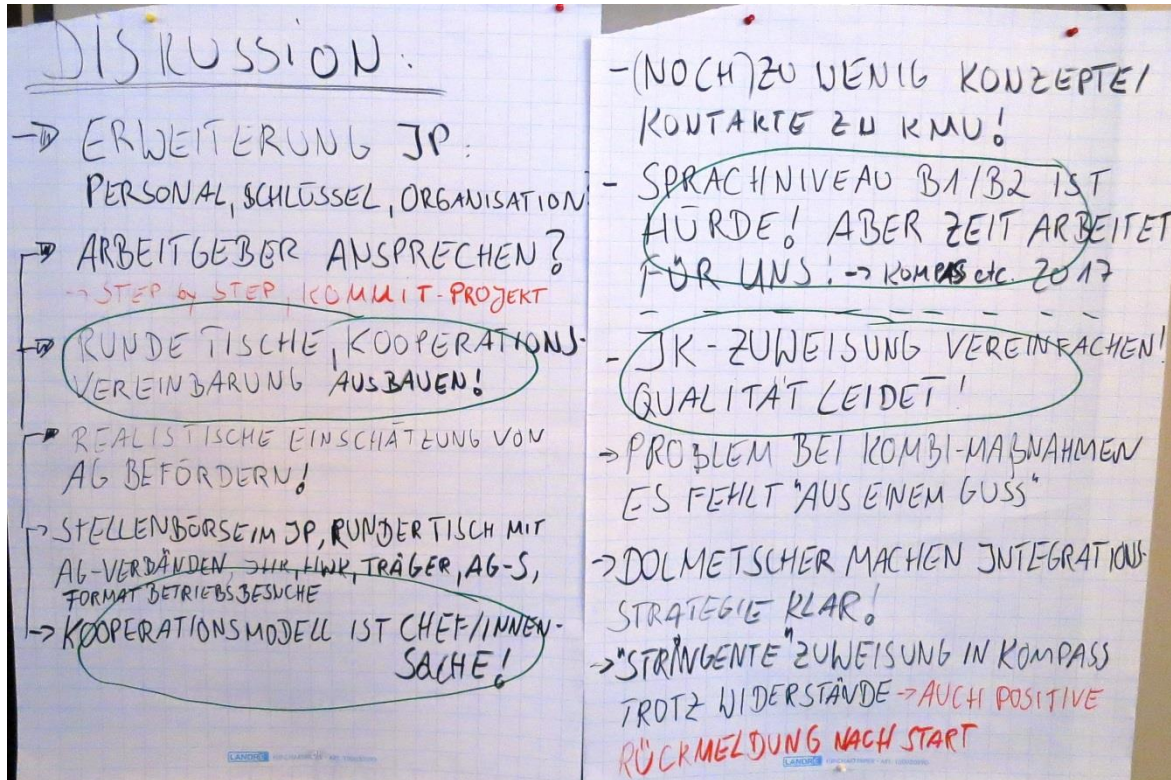 DISKUSSION:
-> ERWEITERUNG JP:
PERSONAL, SCHLÜSSEL, ORGANISATION
-> ARBEITGEBER ANSPRECHEN?
-> STEP by STEP, KOMMIT-PROJEKT
-> RUNDE TISCHE, KOOPERATIONS-
VEREINBARUNG AUSBAUEN!
-> REALISTISCHE EINSCHÄTZUNG VON
AG BEFÖRDERN!
-> STELLENBÖRSE IM JP, RUNDER TISCH MIT
AG-VERBÄNDEN, IHK, HWK, TRÄGER, AG-S,
FORMAT BETRIEBSBESUCHE
-> KOOPERATIONSMODELL IST CHEF/INNEN-
SACHE!
LANDRÉ
- (NOCH) ZU WENIG KONZEPTE/
KONTAKTE ZU KMU!
- SPRACHNIVEAU B1/B2 IST
HÜRDE! ABER ZEIT ARBEITET
FÜR UNS! -> KOMPAS etc. 2017
- JK-ZUWEISUNG VEREINFACHEN!
QUALITÄT LEIDET!
-> PROBLEM BEI KOMBI-MAßNAHMEN
ES FEHLT "AUS EINEM GUSS"
-> DOLMETSCHER MACHEN INTEGRATIONS-
STRATEGIE KLAR!
-> "STRINGENTE" ZUWEISUNG IN KOMPASS
TROTZ WIDERSTÄNDE -> AUCH POSITIVE
RÜCKMELDUNG NACH START
LANDRÉ